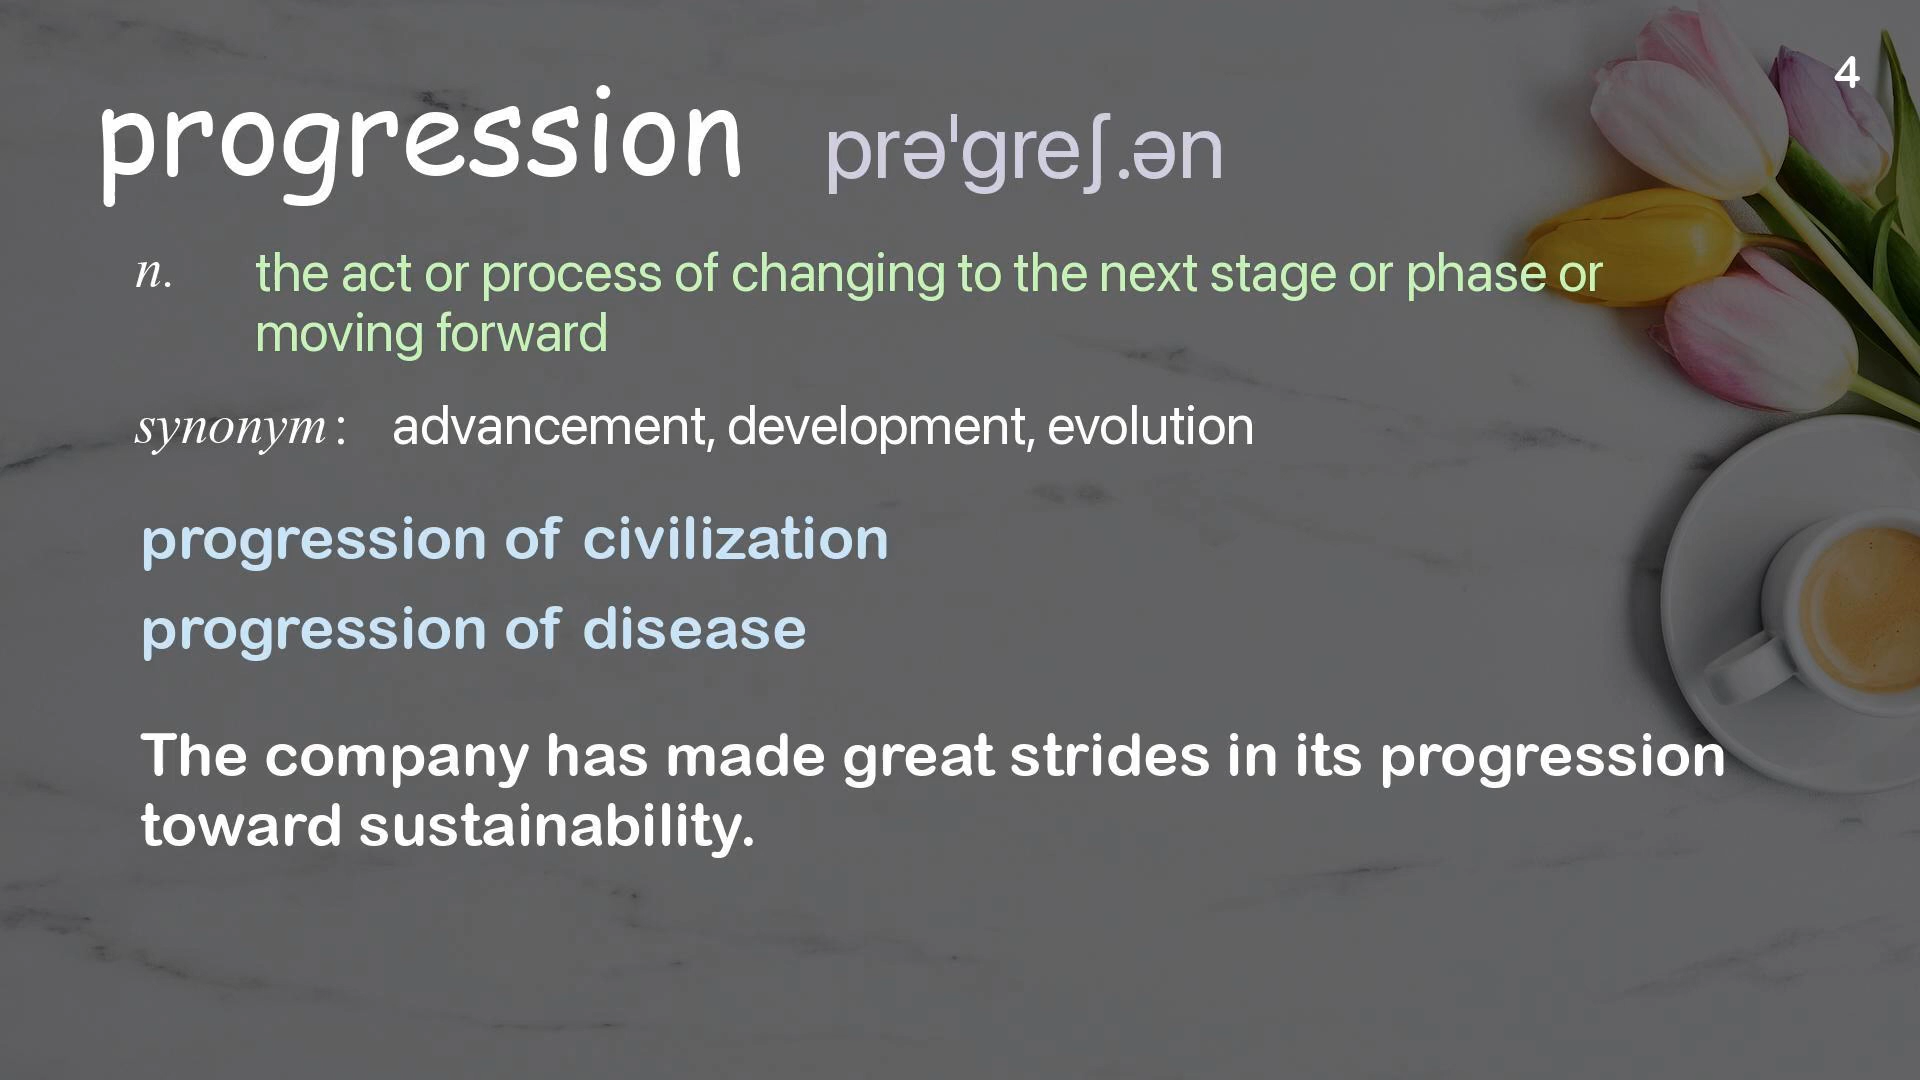 4
progression prəˈɡreʃ.ən
n. the act or process of changing to the next stage or phase or
moving forward
synonym: advancement, development, evolution
progression of civilization
progression of disease
The company has made great strides in its progression
toward sustainability.